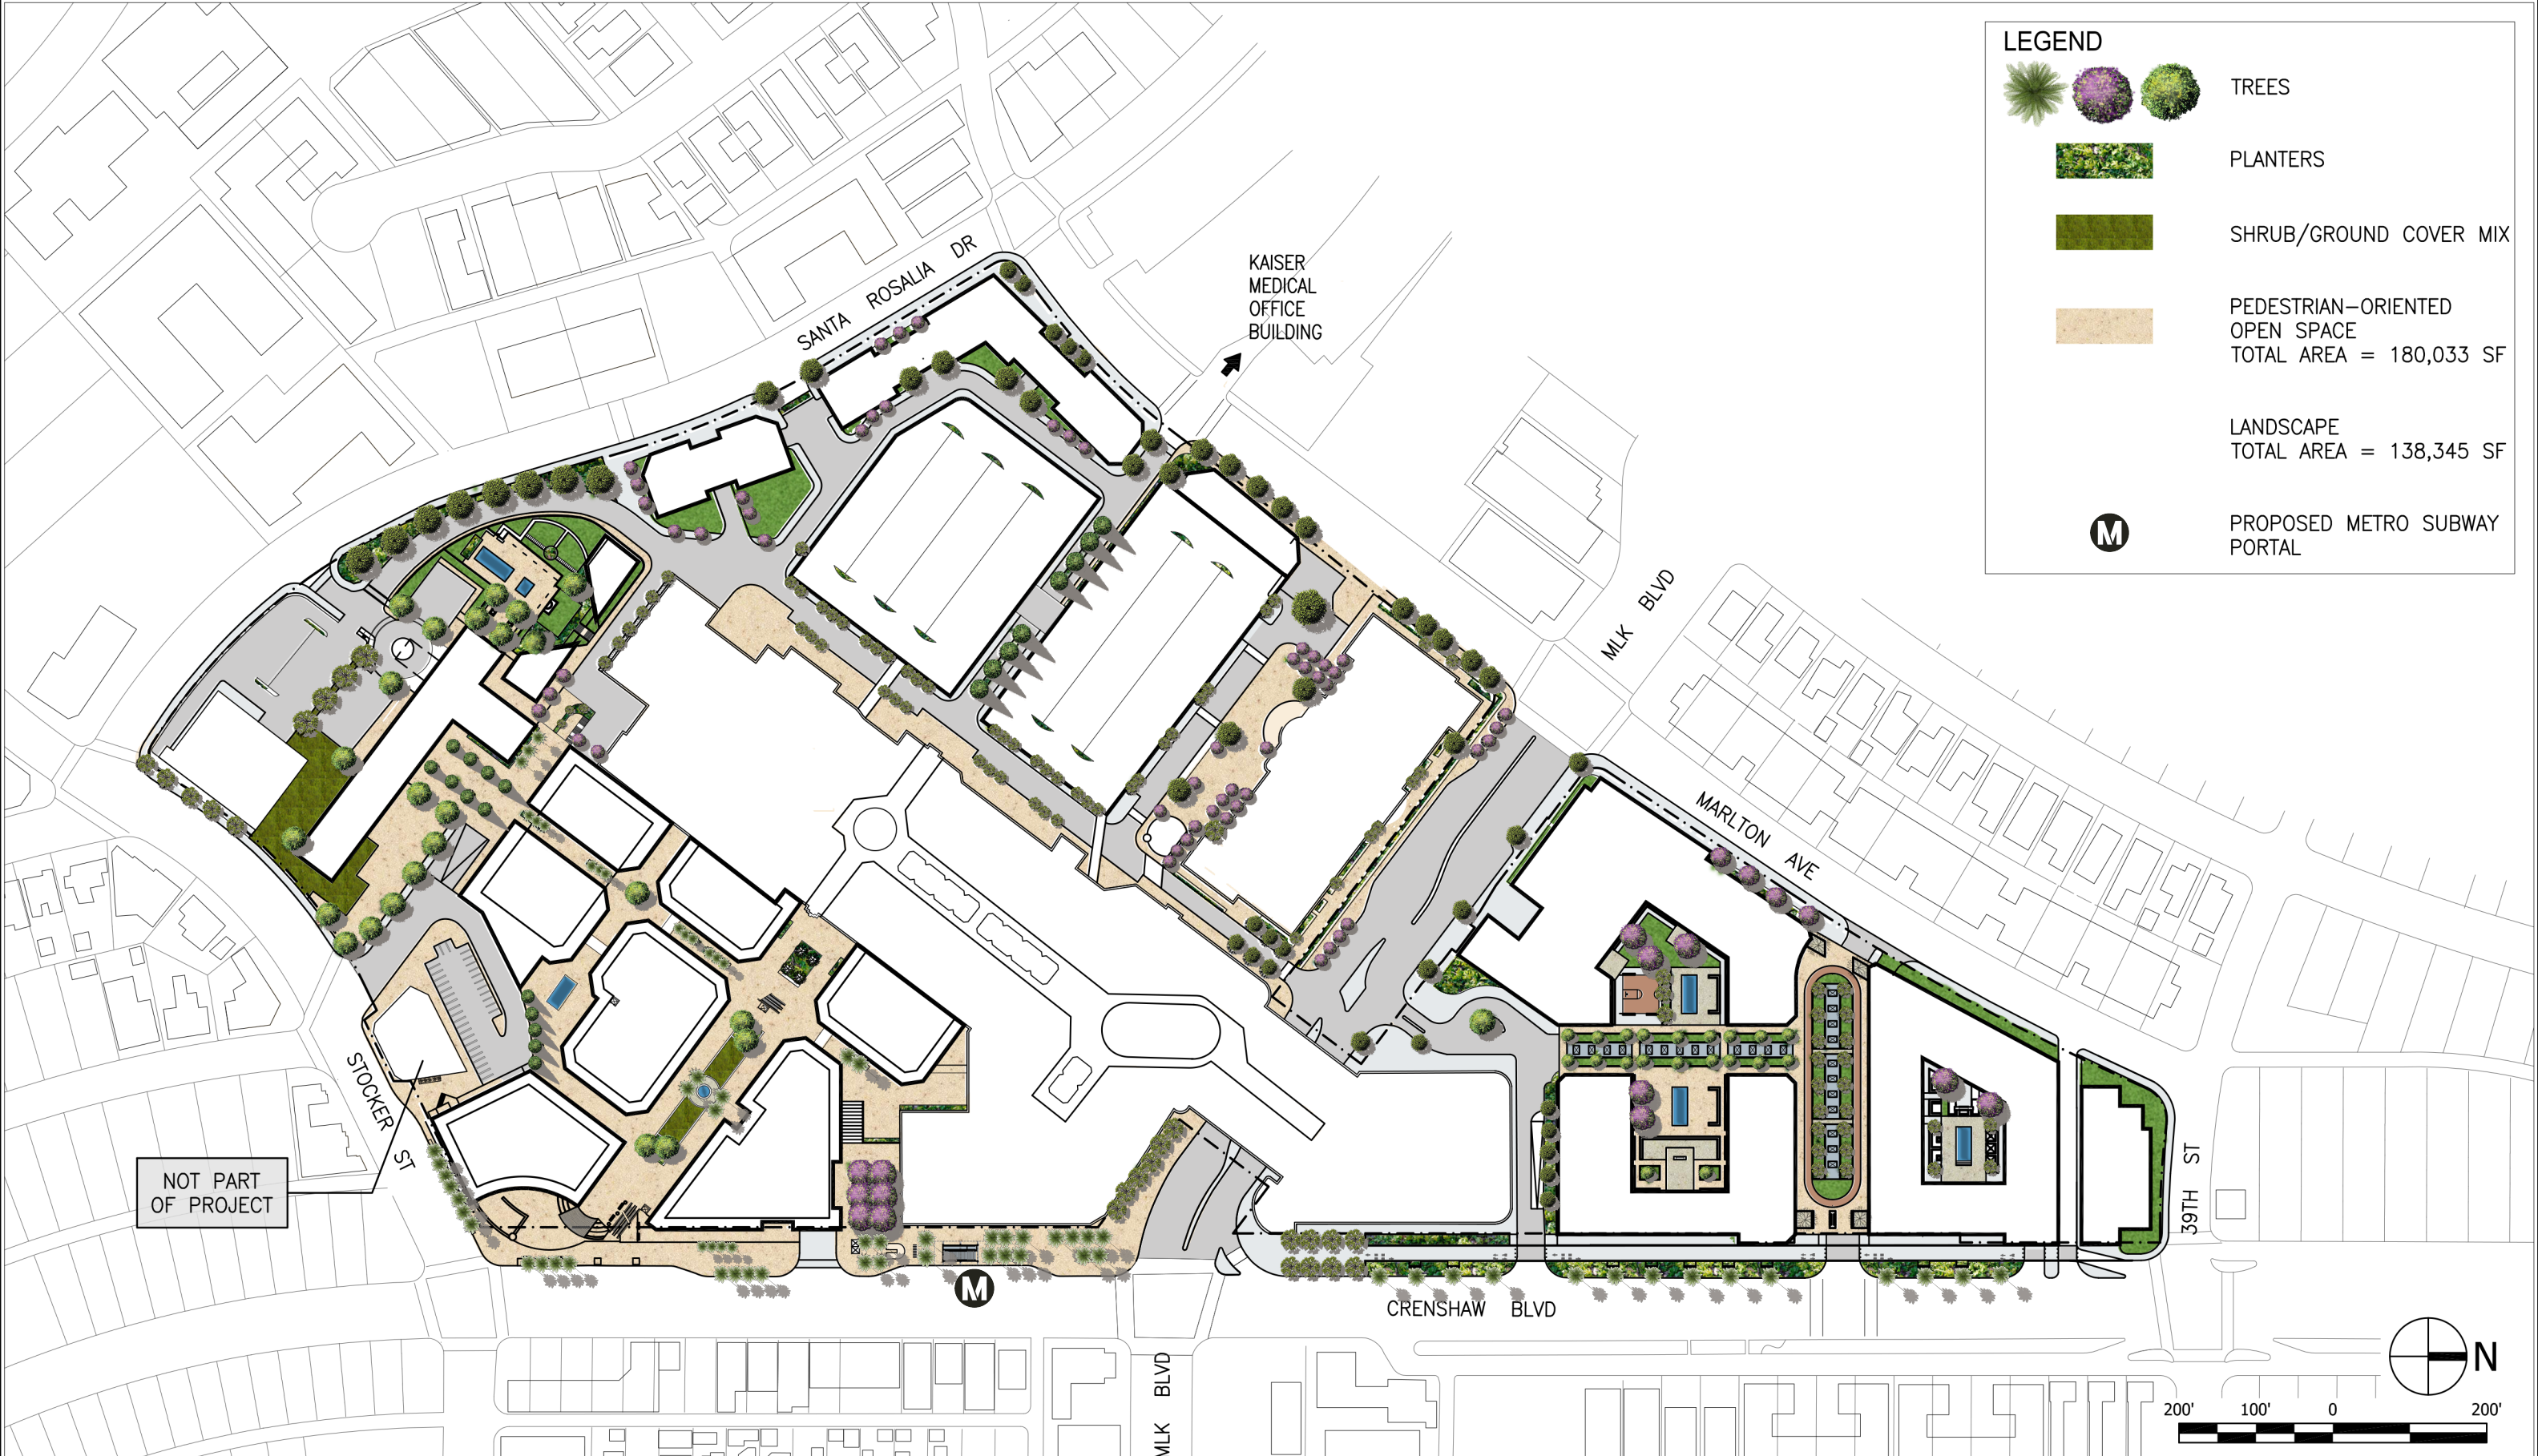 LEGEND
TREES
PLANTERS
SHRUB/GROUND COVER MIX
PEDESTRIAN-ORIENTED
OPEN SPACE
TOTAL AREA = 180,033 SF
LANDSCAPE
TOTAL AREA = 138,345 SF
M
PROPOSED METRO SUBWAY
PORTAL
SANTA ROSALIA DR
KAISER
MEDICAL
OFFICE
BUILDING
MLK BLVD
MARLTON AVE
STOCKER ST
NOT PART
OF PROJECT
39TH ST
M
CRENSHAW BLVD
MLK BLVD
N
200' 100' 0 200'